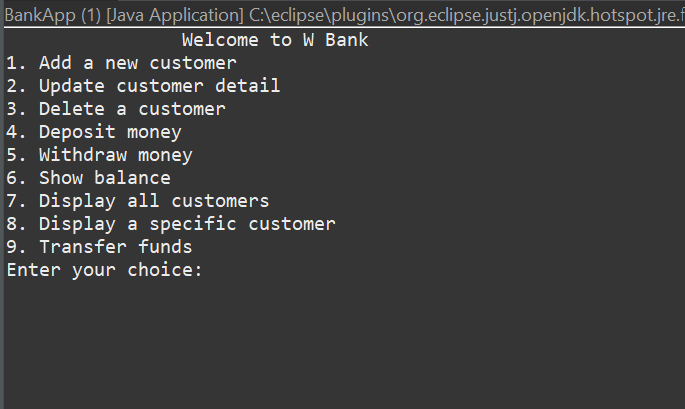 BankApp (1) [Java Application] C:\eclipse\plugins\org.eclipse.justj.openjdk.hotspot.jre.f
Welcome to W Bank
1. Add a new customer
2. Update customer detail
3. Delete a customer
4. Deposit money
5. Withdraw money
6. Show balance
7. Display all customers
8. Display a specific customer
9. Transfer funds
Enter your choice: